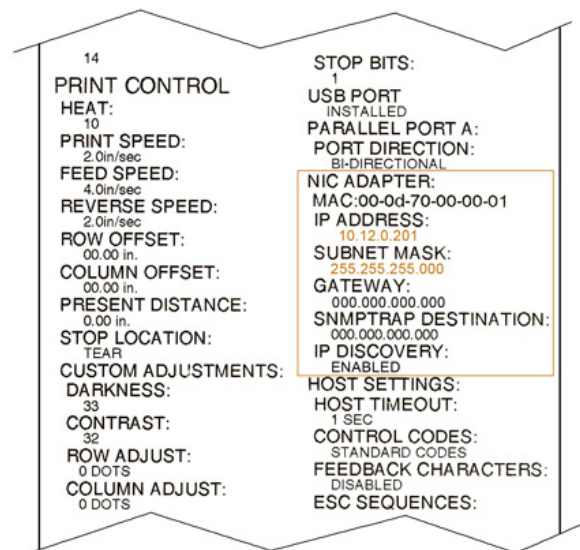 14
PRINT CONTROL
HEAT:
10
PRINT SPEED:
2.0in/sec
FEED SPEED:
4.0in/sec
REVERSE SPEED:
2.0in/sec
ROW OFFSET:
00.00 in.
COLUMN OFFSET:
00.00 in.
PRESENT DISTANCE:
0.00 in.
STOP LOCATION:
TEAR
CUSTOM ADJUSTMENTS:
DARKNESS:
33
CONTRAST:
32
ROW ADJUST:
0 DOTS
COLUMN ADJUST:
0 DOTS
STOP BITS:
1
USB PORT
INSTALLED
PARALLEL PORT A:
PORT DIRECTION:
BI-DIRECTIONAL
NIC ADAPTER:
MAC:00-0d-70-00-00-01
IP ADDRESS:
10.12.0.201
SUBNET MASK:
255.255.255.000
GATEWAY:
000.000.000.000
SNMPTRAP DESTINATION:
000.000.000.000
IP DISCOVERY:
ENABLED
HOST SETTINGS:
HOST TIMEOUT:
1 SEC
CONTROL CODES:
STANDARD CODES
FEEDBACK CHARACTERS:
DISABLED
ESC SEQUENCES: